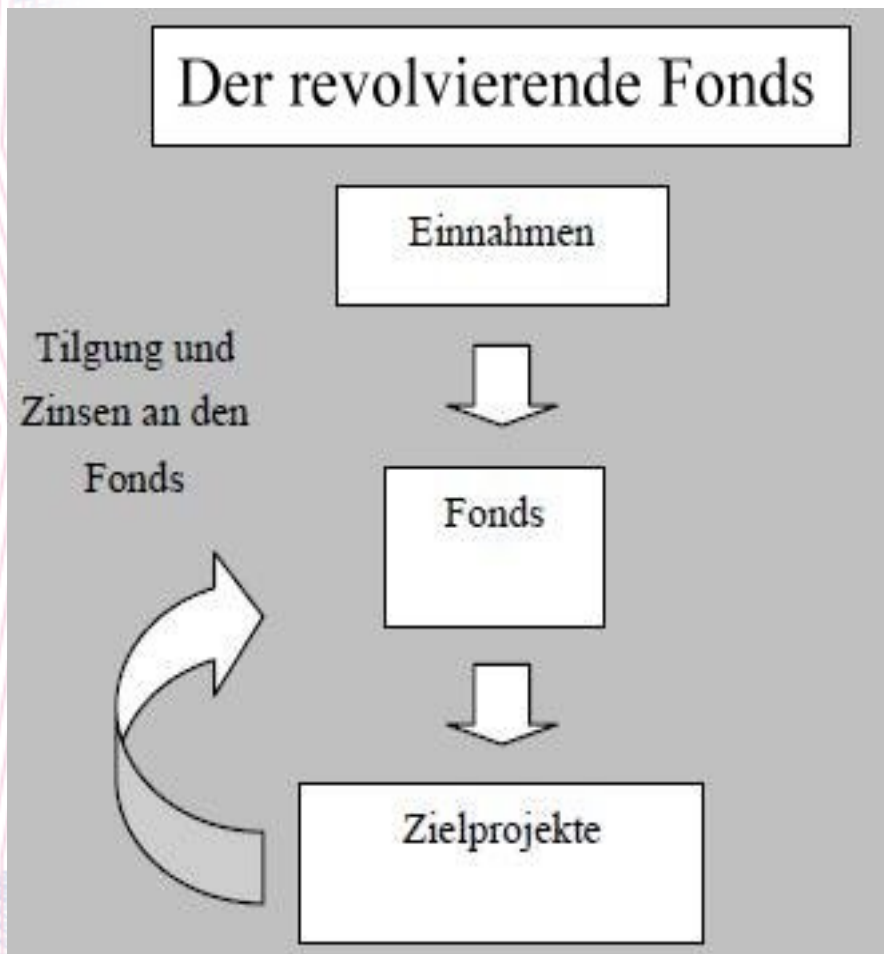 Der revolvierende Fonds
Einnahmen
Tilgung und
Zinsen an den
Fonds
Fonds
Zielprojekte